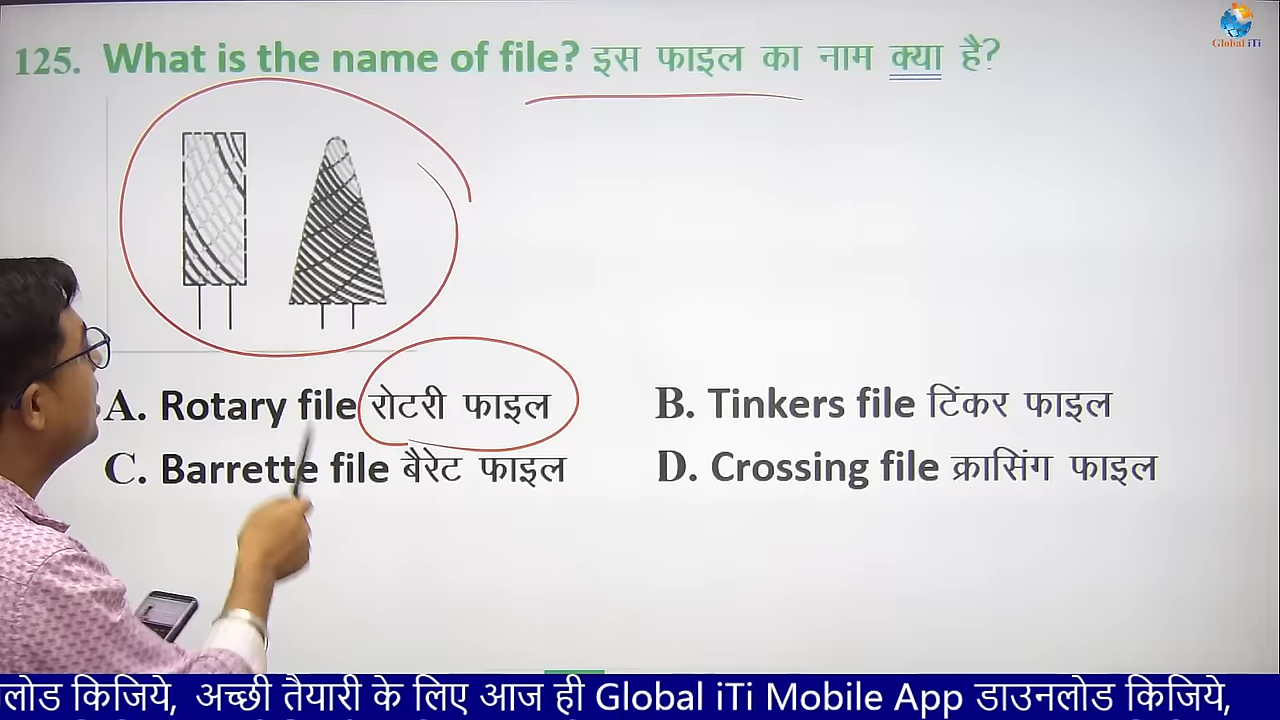 Global iTi
125. What is the name of file? इस फाइल का नाम क्या है?
A. Rotary file रोटरी फाइल
B. Tinkers file टिंकर फाइल
C. Barrette file बैरेट फाइल
D. Crossing file क्रासिंग फाइल
लोड किजिये, अच्छी तैयारी के लिए आज ही Global iTi Mobile App डाउनलोड किजिये,